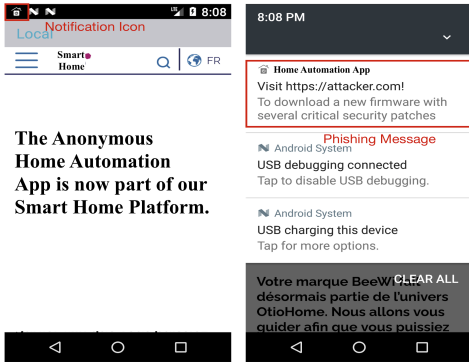 8:08
Notification Icon
Local
Smart
Home
FR
The Anonymous
Home Automation
App is now part of our
Smart Home Platform.
8:08 PM
Home Automation App
Visit https://attacker.com!
To download a new firmware with
several critical security patches
Phishing Message
Android System
USB debugging connected
Tap to disable USB debugging.
Android System
USB charging this device
Tap for more options.
CLEAR ALL
Votre marque BeeWi fait
désormais partie de l'univers
OtioHome. Nous allons vous
guider afin que vous puissiez